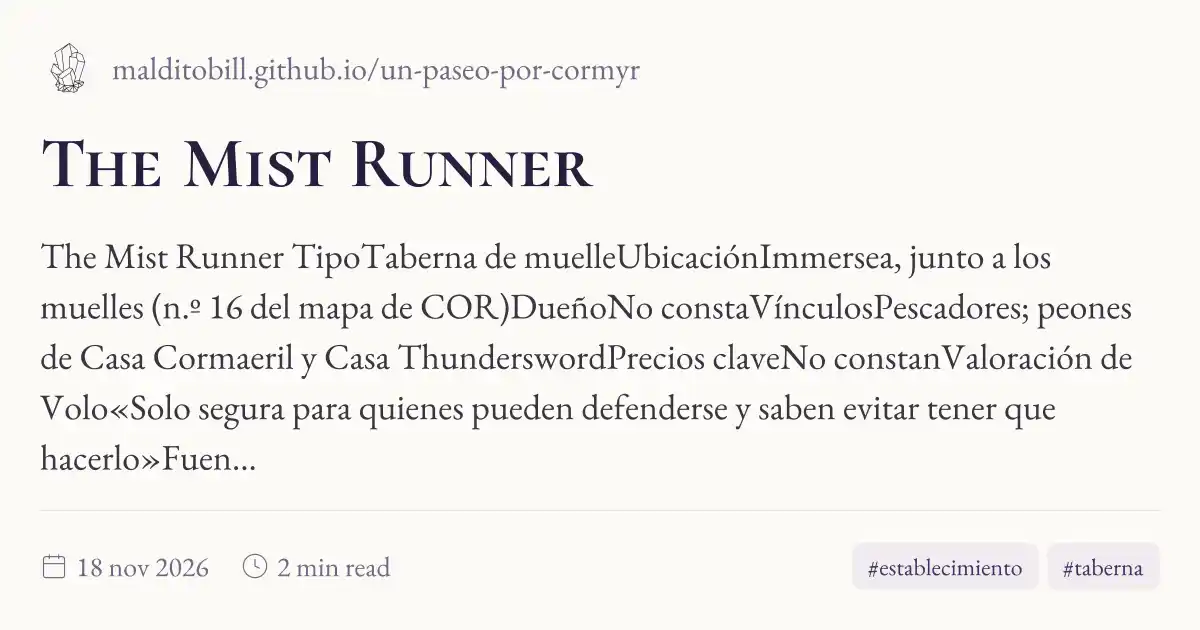 malditobill.github.io/un-paseo-por-cormyr
The Mist Runner
The Mist Runner TipoTaberna de muelleUbicaciónImmersea, junto a los
muelles (n.º 16 del mapa de COR)DueñoNo constaVínculosPescadores; peones
de Casa Cormaeril y Casa ThunderswordPrecios claveNo constanValoración de
Volo«Solo segura para quienes pueden defenderse y saben evitar tener que
hacerlo»Fuen...
18 nov 2026 2 min read #establecimiento #taberna